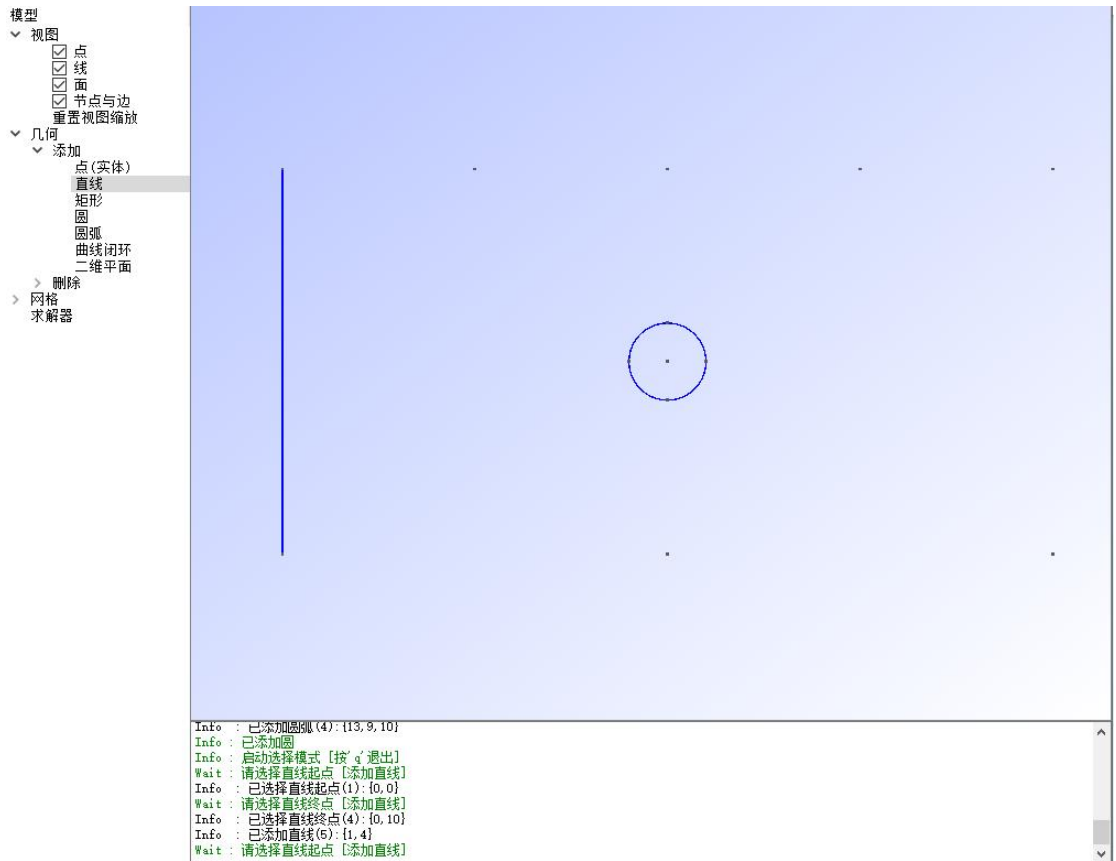 模型
视图
点
线
面
节点与边
重置视图缩放
几何
添加
点(实体)
直线
矩形
圆
圆弧
曲线闭环
二维平面
删除
网格
求解器
Info : 已添加圆弧(4):{13,9,10}
Info : 已添加圆
Info : 启动选择模式 [按'q'退出]
Wait : 请选择直线起点 [添加直线]
Info : 已选择直线起点(1):{0,0}
Wait : 请选择直线终点 [添加直线]
Info : 已选择直线终点(4):{0,10}
Info : 已添加直线(5):{1,4}
Wait : 请选择直线起点 [添加直线]